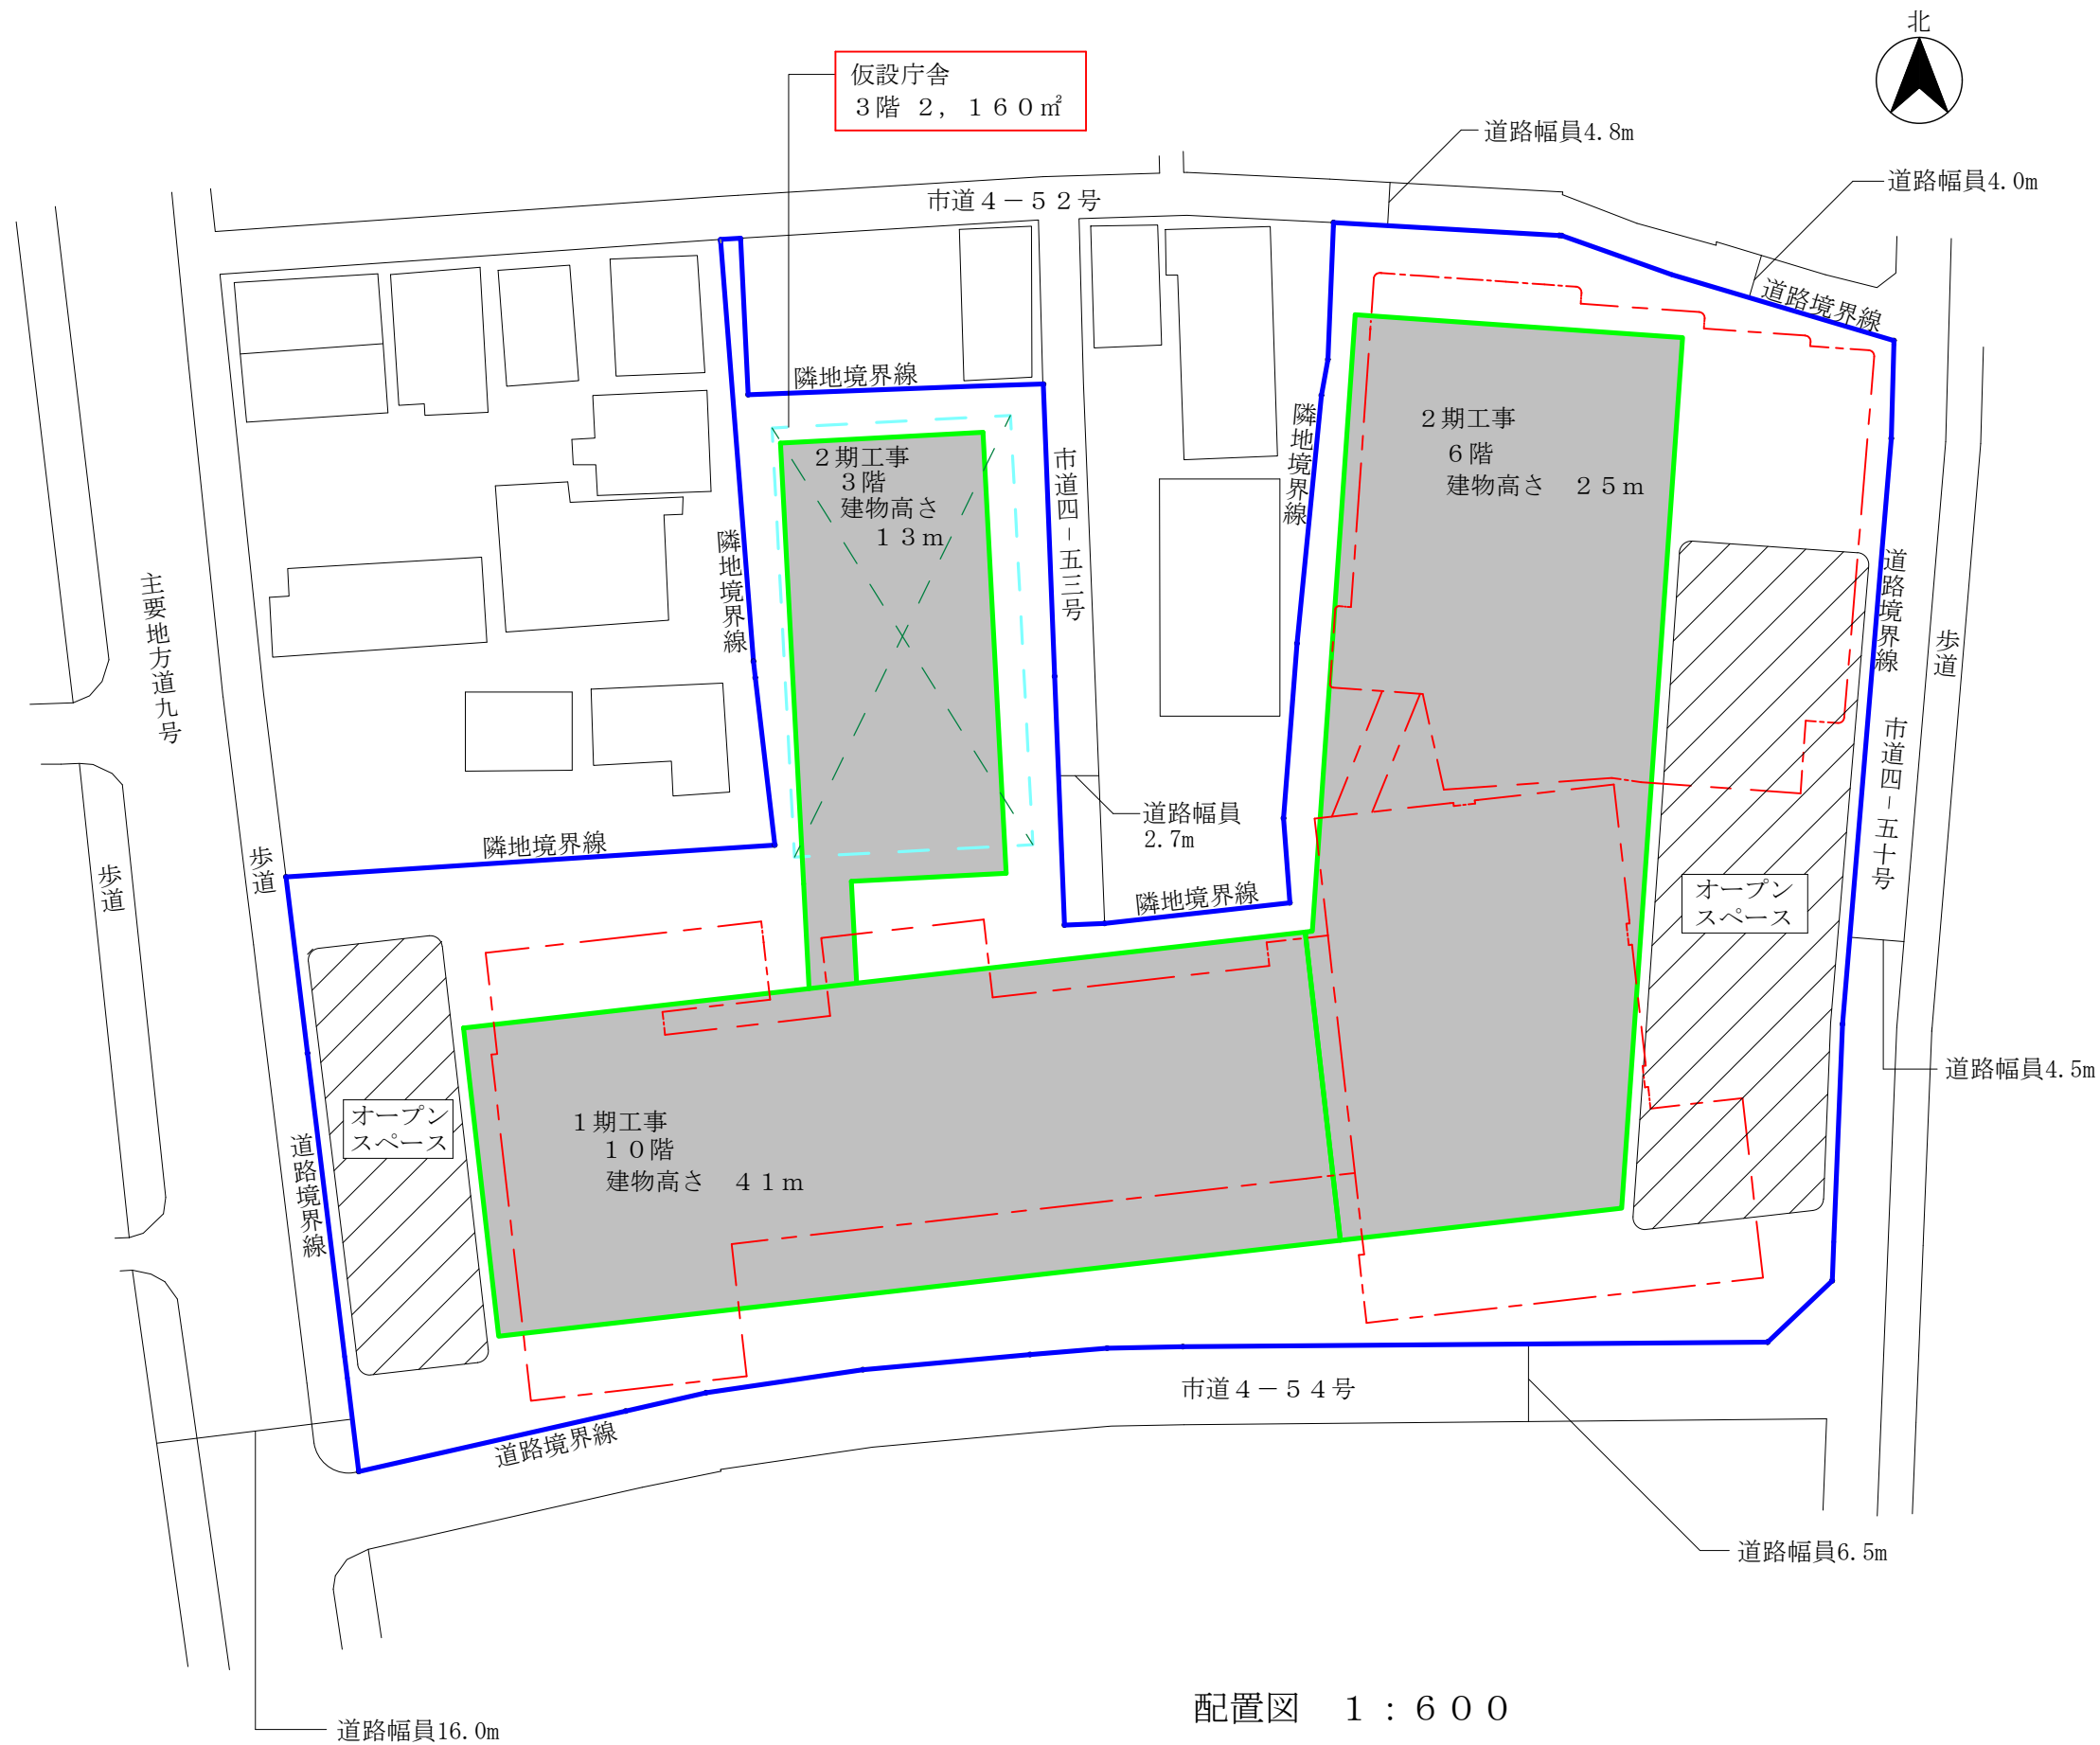 北
仮設庁舎
３階 ２，１６０㎡
道路幅員4.8m
道路幅員4.0m
市道４－５２号
道路境界線
隣地境界線
２期工事
３階
建物高さ
１３ｍ
市道四－五三号
隣地境界線
２期工事
６階
建物高さ　２５ｍ
隣地境界線
道路境界線
歩道
主要地方道九号
市道四－五十号
道路幅員
2.7m
隣地境界線
歩道
歩道
隣地境界線
オープン
スペース
道路幅員4.5m
オープン
スペース
１期工事
１０階
建物高さ　４１ｍ
道路境界線
市道４－５４号
道路境界線
道路幅員6.5m
配置図　１：６００
道路幅員16.0m